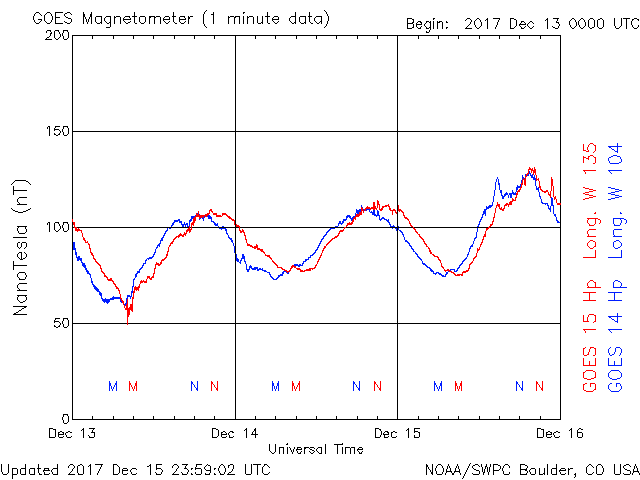 GOES Magnetometer (1 minute data)
Begin: 2017 Dec 13 0000 UTC
200
150
100
50
0
NanoTesla (nT)
M M N N M M N N M M N N
Dec 13 Dec 14 Dec 15 Dec 16
Universal Time
GOES 15 Hp Long. W 135
GOES 14 Hp Long. W 104
Updated 2017 Dec 15 23:59:02 UTC
NOAA/SWPC Boulder, CO USA